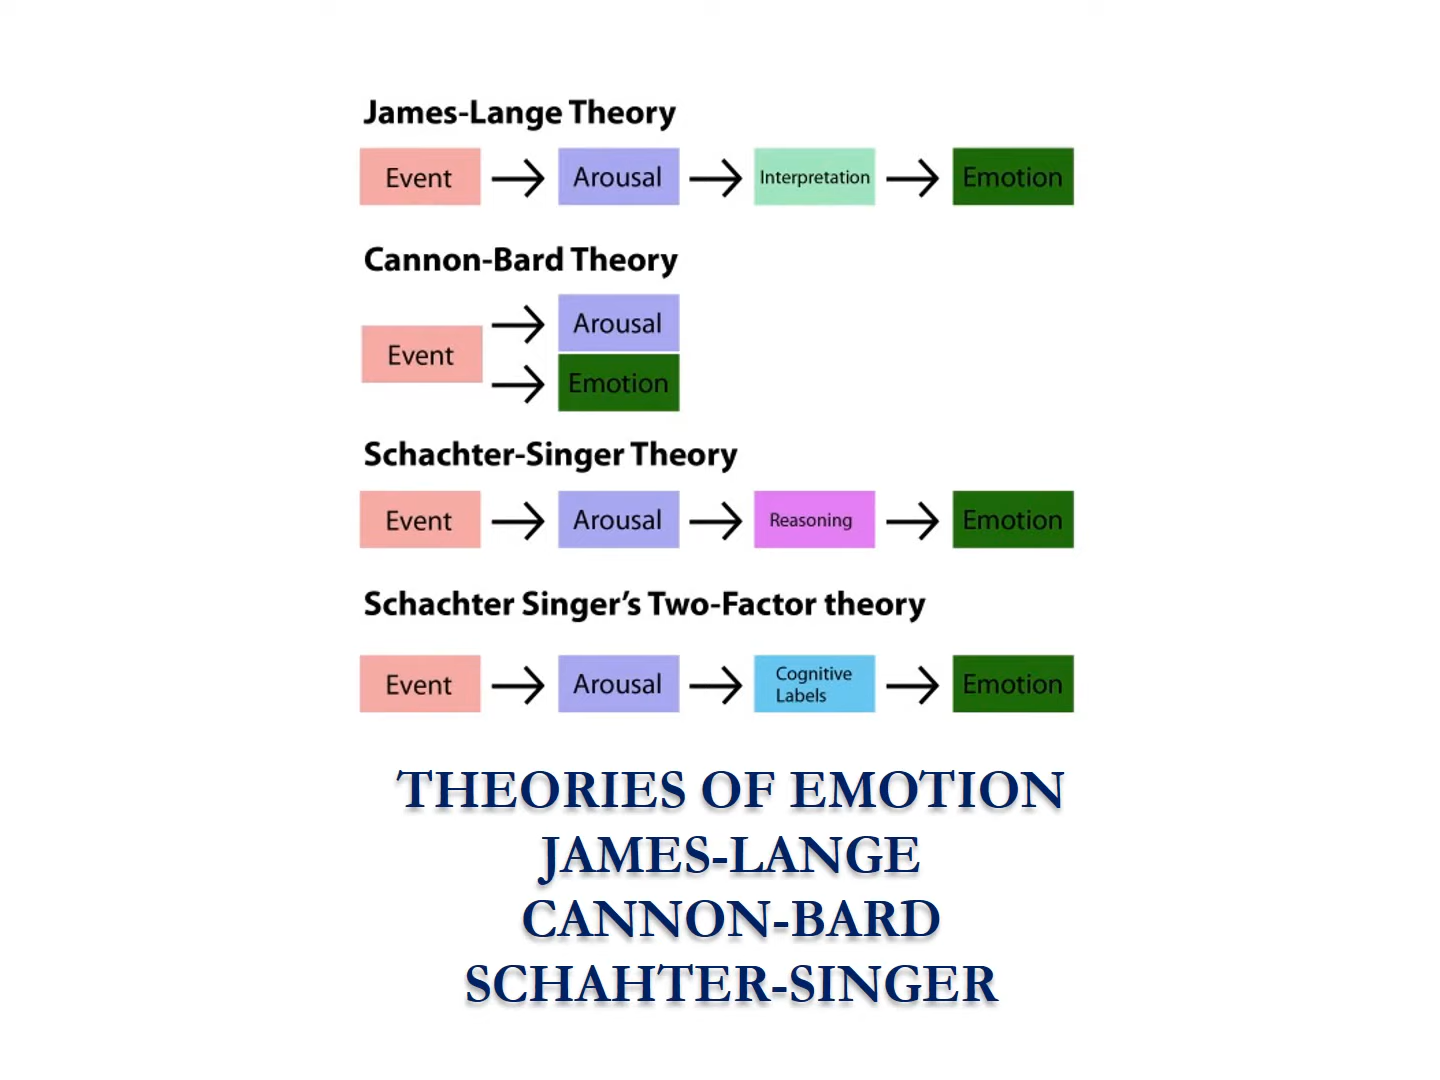 James-Lange Theory
Event → Arousal → Interpretation → Emotion
Cannon-Bard Theory
→ Arousal
Event
→ Emotion
Schachter-Singer Theory
Event → Arousal → Reasoning → Emotion
Schachter Singer’s Two-Factor theory
Event → Arousal → Cognitive Labels → Emotion
THEORIES OF EMOTION
JAMES-LANGE
CANNON-BARD
SCHAHTER-SINGER